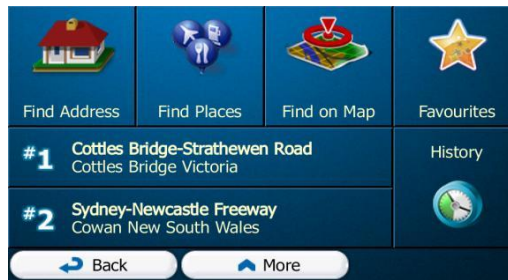 Find Address
Find Places
Find on Map
Favourites
#1 Cottles Bridge-Strathewen Road
Cottles Bridge Victoria
History
#2 Sydney-Newcastle Freeway
Cowan New South Wales
Back
More